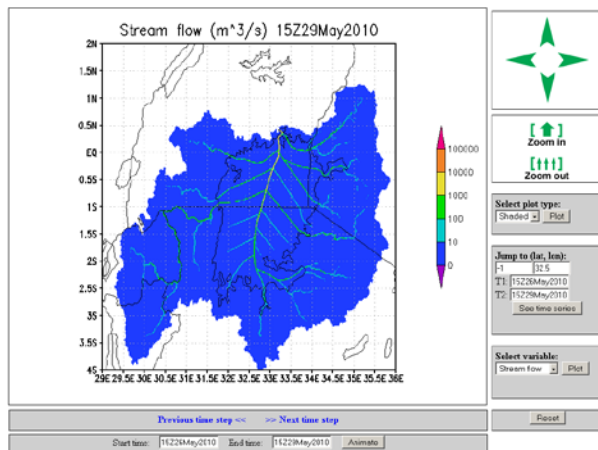 Stream flow (m^3/s) 15Z29May2010
2N
1.5N
1N
0.5N
EQ
0.5S
1S
1.5S
2S
2.5S
3S
3.5S
4S
29E 29.5E 30E 30.5E 31E 31.5E 32E 32.5E 33E 33.5E 34E 34.5E 35E 35.5E 36E
100000
10000
1000
100
10
0
Zoom in
Zoom out
Select plot type:
Shaded Plot
Jump to (lat, lon):
-1 32.5
T1: 15Z26May2010
T2: 15Z29May2010
See time series
Select variable:
Stream flow Plot
Previous time step << >> Next time step
Reset
Start time: 15Z26May2010 End time: 15Z29May2010 Animate